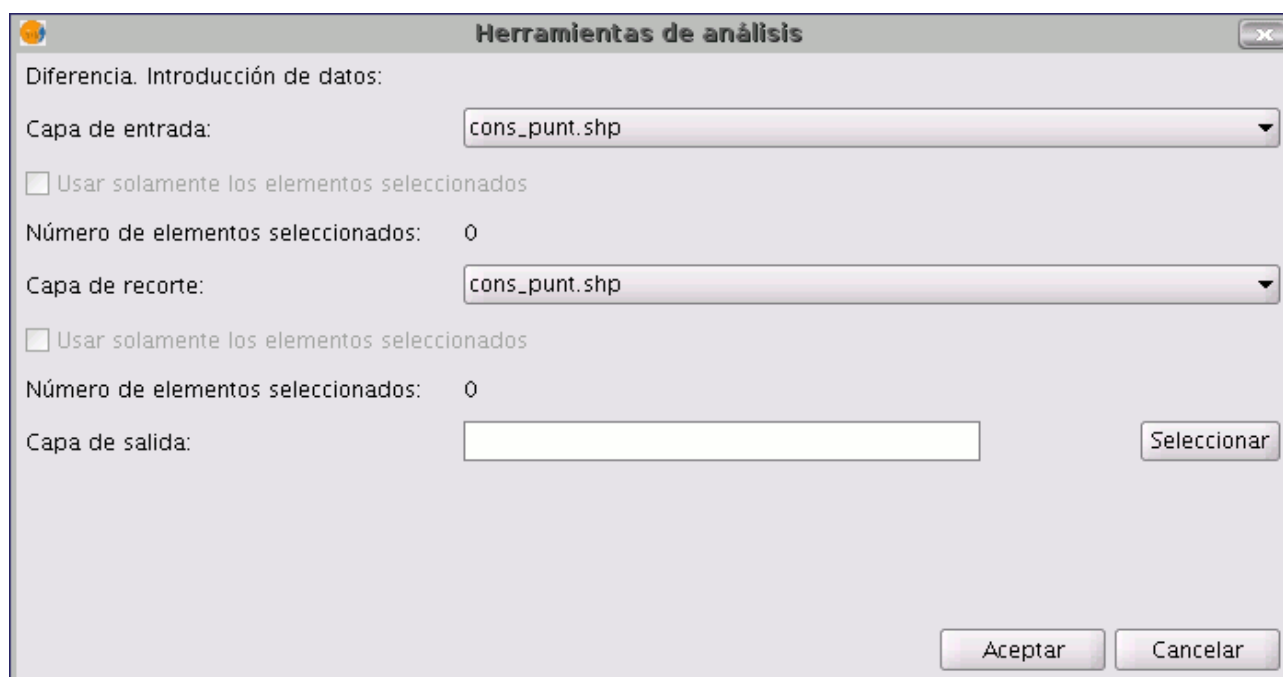 Herramientas de análisis
Diferencia. Introducción de datos:
Capa de entrada: cons_punt.shp
Usar solamente los elementos seleccionados
Número de elementos seleccionados: 0
Capa de recorte: cons_punt.shp
Usar solamente los elementos seleccionados
Número de elementos seleccionados: 0
Capa de salida: Seleccionar
Aceptar Cancelar